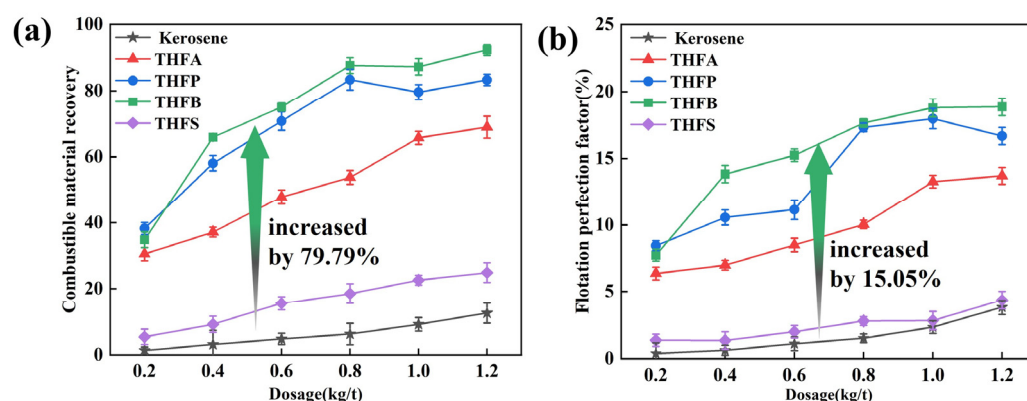 (a)
Combustible material recovery
100
80
60
40
20
0
Kerosene
THFA
THFP
THFB
THFS
increased
by 79.79%
0.2 0.4 0.6 0.8 1.0 1.2
Dosage(kg/t)
(b)
Flotation perfection factor(%)
25
20
15
10
5
0
Kerosene
THFA
THFP
THFB
THFS
increased
by 15.05%
0.2 0.4 0.6 0.8 1.0 1.2
Dosage(kg/t)